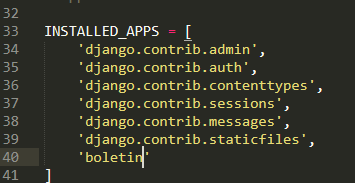 32
33 INSTALLED_APPS = [
34     'django.contrib.admin',
35     'django.contrib.auth',
36     'django.contrib.contenttypes',
37     'django.contrib.sessions',
38     'django.contrib.messages',
39     'django.contrib.staticfiles',
40     'boletin'
41 ]